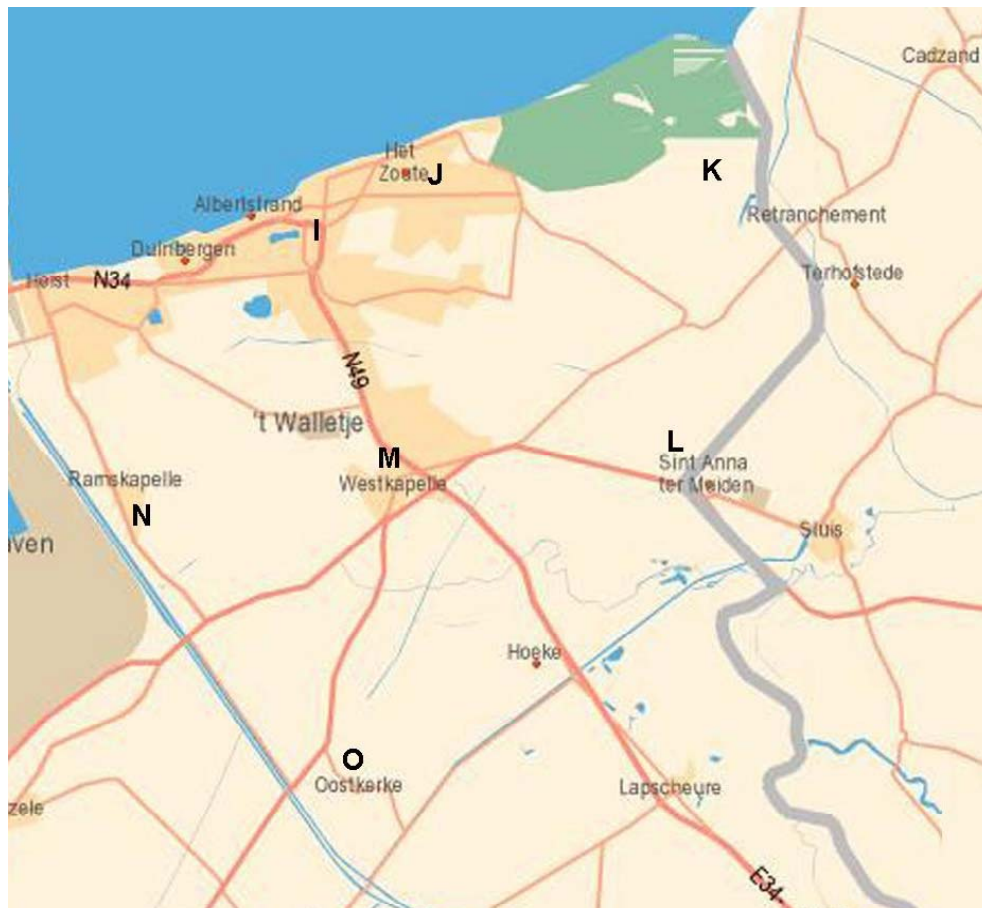 Cadzand
Het
Zoute
J
K
Albertstrand
Retranchement
I
Duinbergen
Terhofstede
Heist
N34
N49
't Walletje
L
M
Sint Anna
ter Muiden
Ramskapelle
Westkapelle
N
Sluis
aven
Hoeke
O
Oostkerke
Lapscheure
zele
E34